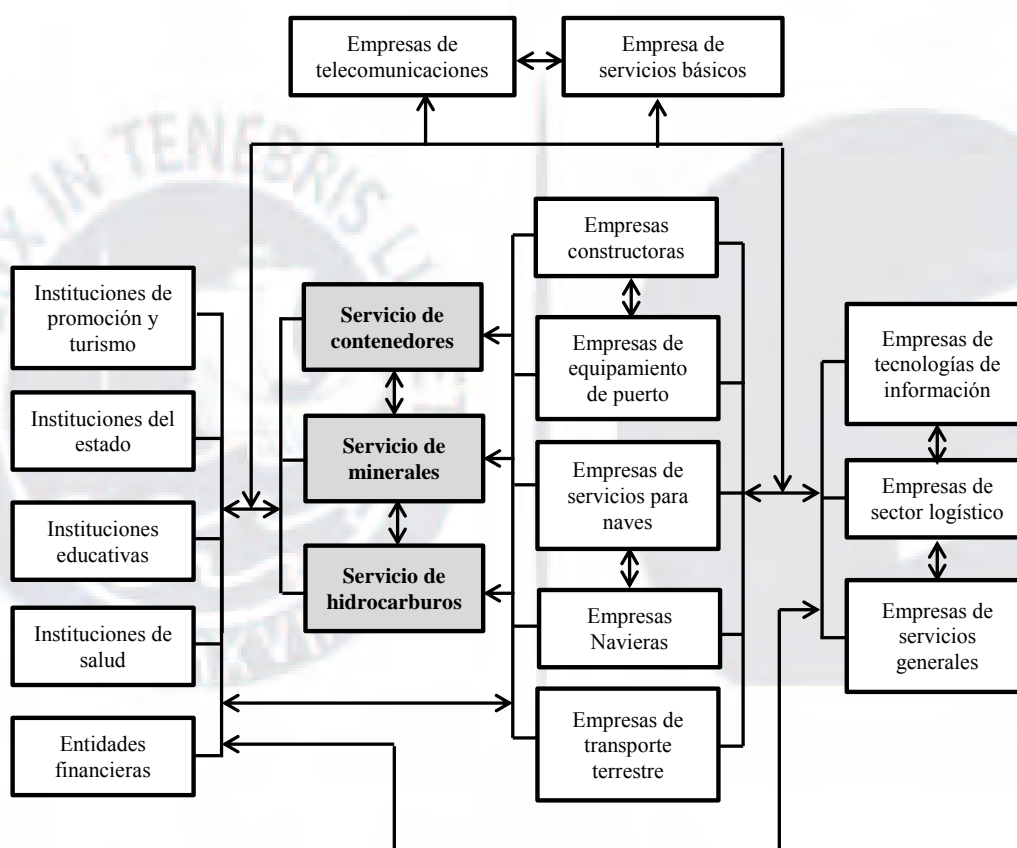 Empresas de
telecomunicaciones
Empresa de
servicios básicos
Instituciones de
promoción y
turismo
Instituciones del
estado
Instituciones
educativas
Instituciones de
salud
Entidades
financieras
Servicio de
contenedores
Servicio de
minerales
Servicio de
hidrocarburos
Empresas
constructoras
Empresas de
equipamiento
de puerto
Empresas de
servicios para
naves
Empresas
Navieras
Empresas de
transporte
terrestre
Empresas de
tecnologías de
información
Empresas de
sector logístico
Empresas de
servicios
generales
IN TENEBRIS